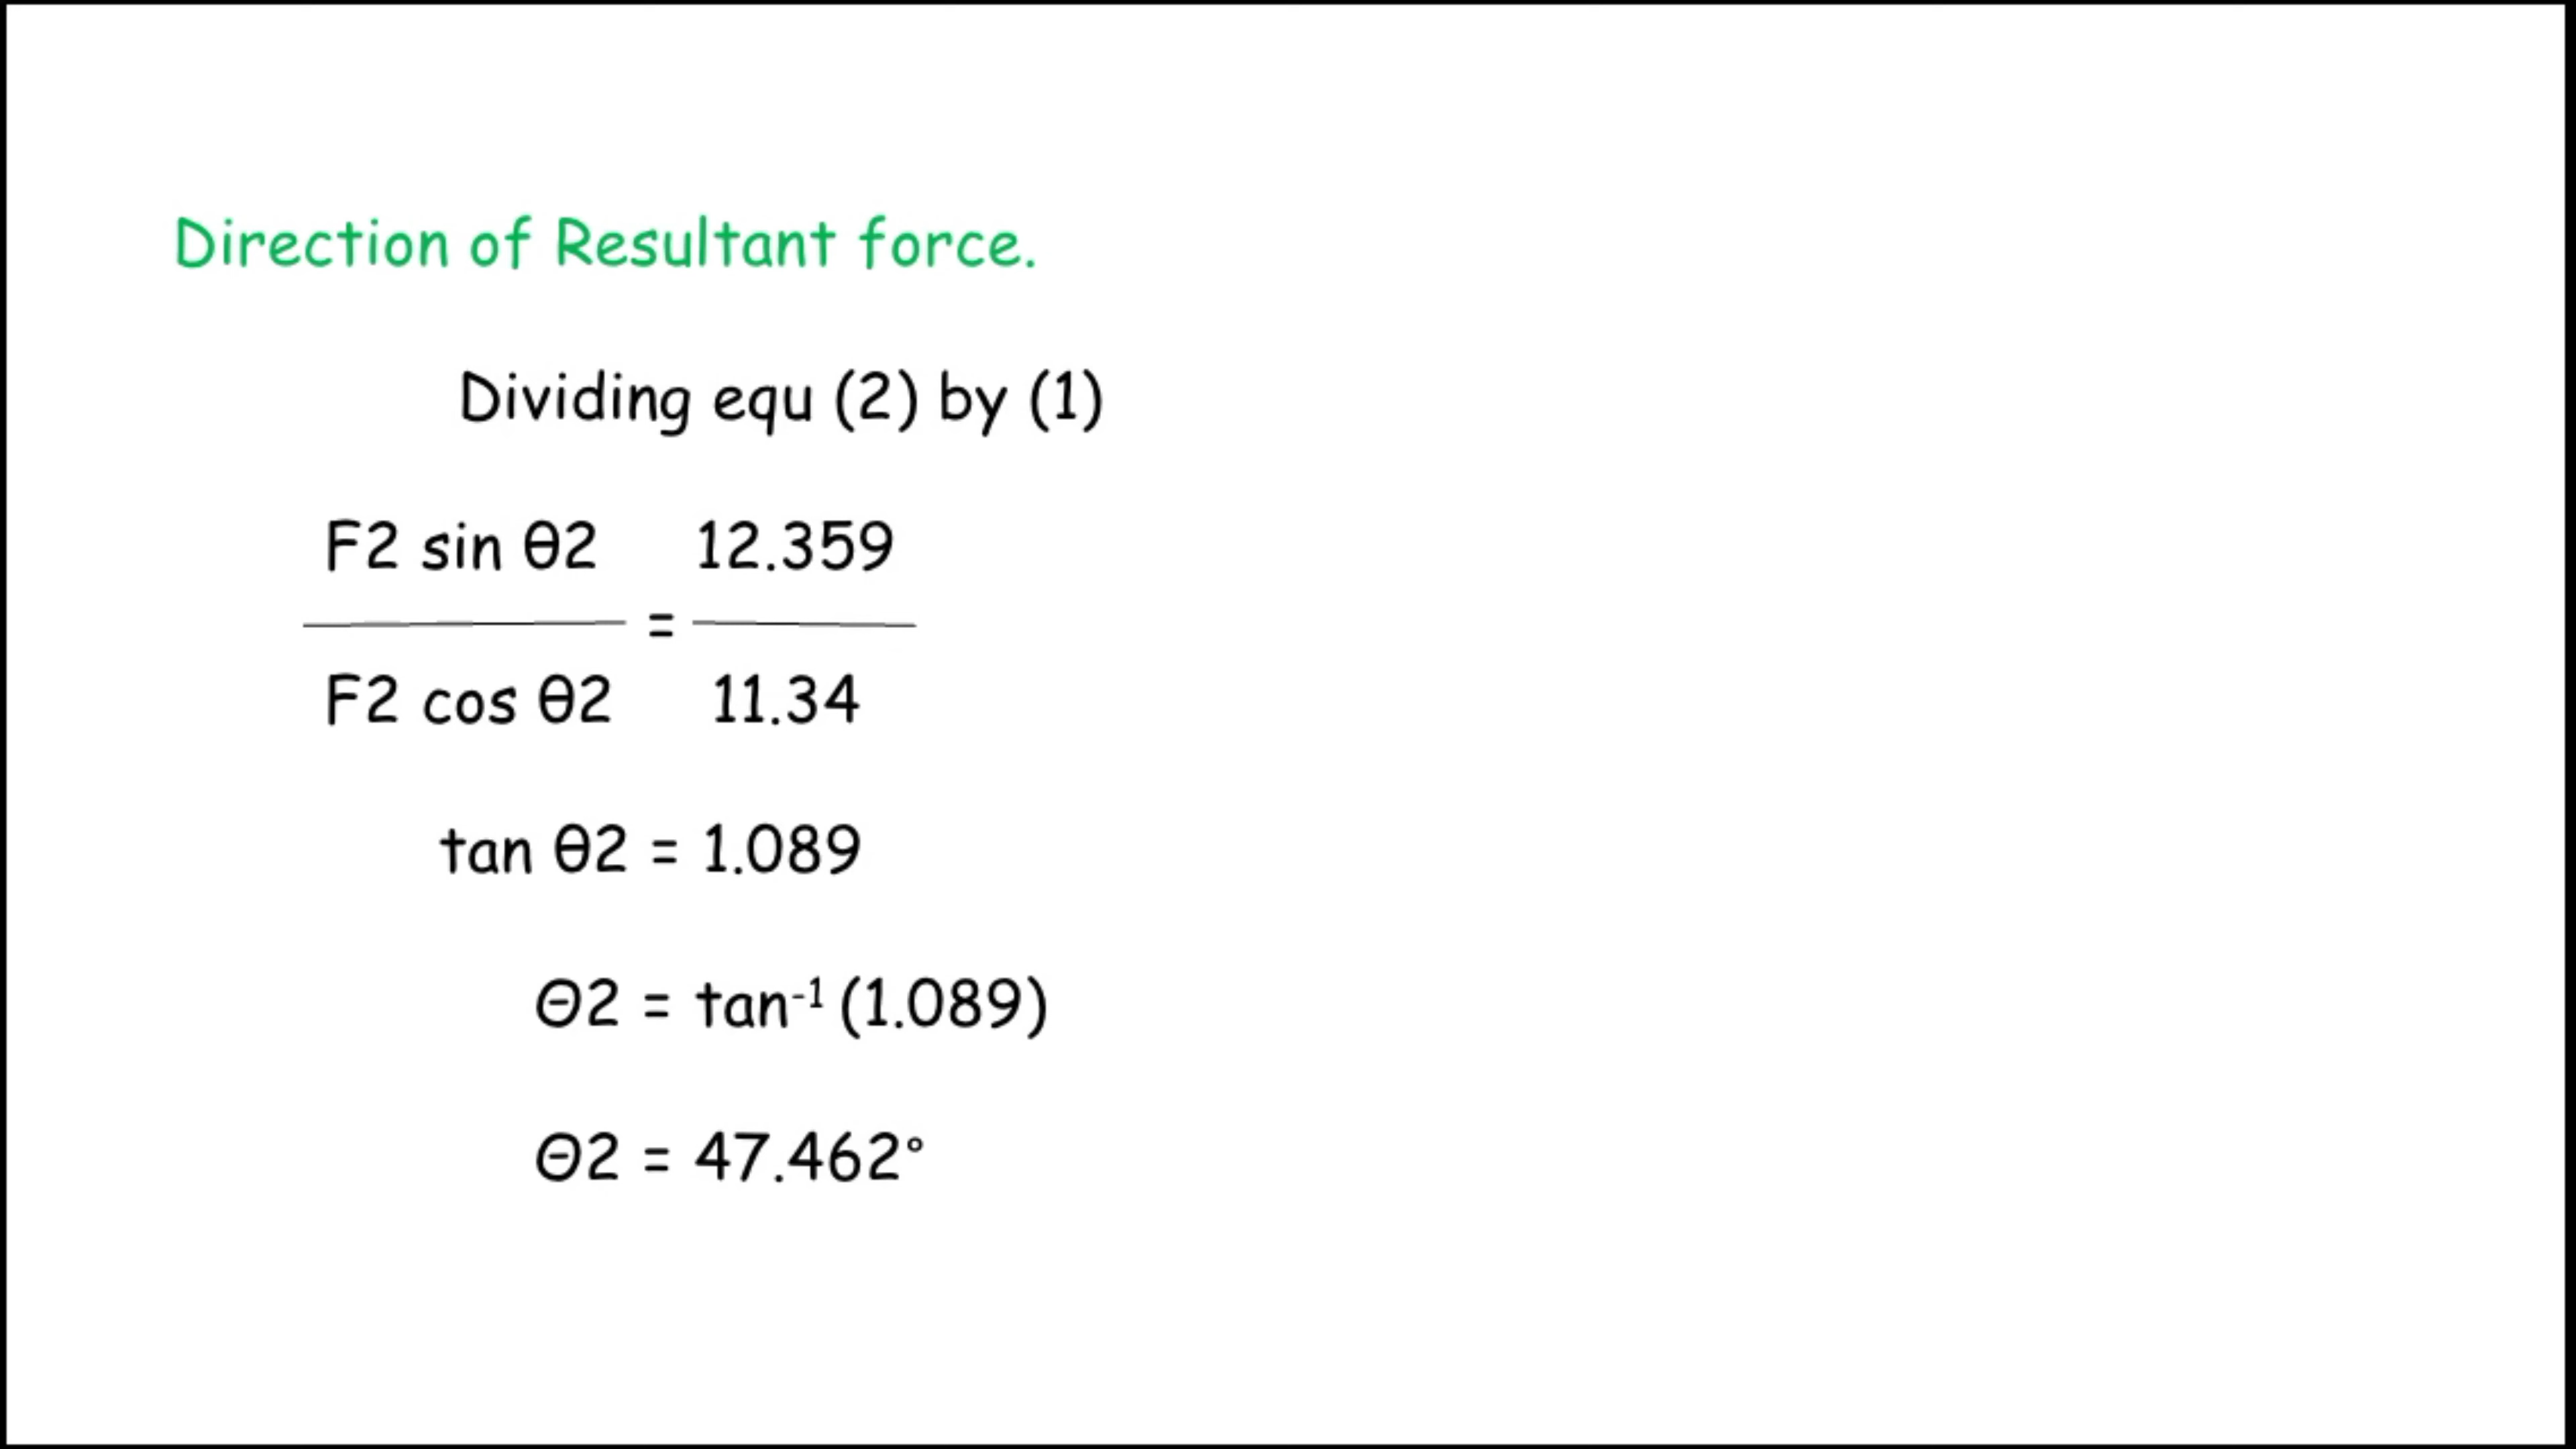 Direction of Resultant force.
Dividing equ (2) by (1)
F2 sin θ2 12.359
=
F2 cos θ2 11.34
tan θ2 = 1.089
Θ2 = tan⁻¹ (1.089)
Θ2 = 47.462°